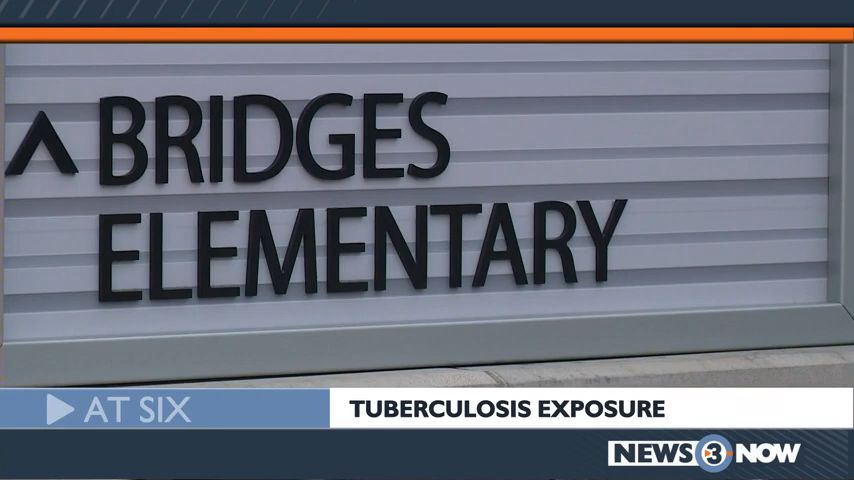 BRIDGES
ELEMENTARY
AT SIX
TUBERCULOSIS EXPOSURE
NEWS 3 NOW